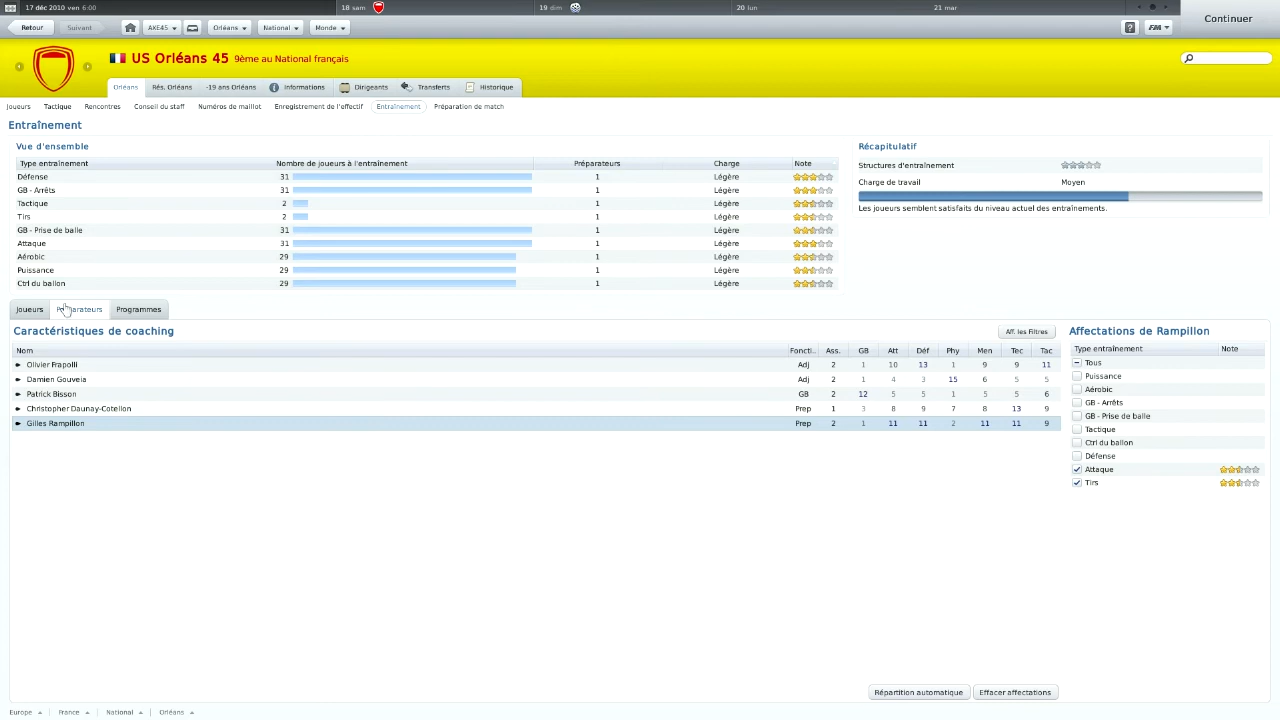 17 déc 2010 ven 6:00 18 sam 19 dim 20 lun 21 mar
Retour Suivant AXE45 Orléans National Monde ? FM Continuer
US Orléans 45 9ème au National français
Orléans Rés. Orléans -19 ans Orléans Informations Dirigeants Transferts Historique
Joueurs Tactique Rencontres Conseil du staff Numéros de maillot Enregistrement de l'effectif Entraînement Préparation de match
Entraînement
Vue d'ensemble
Type entraînement Nombre de joueurs à l'entraînement Préparateurs Charge Note
Défense 31 1 Légère
GB - Arrêts 31 1 Légère
Tactique 2 1 Légère
Tirs 2 1 Légère
GB - Prise de balle 31 1 Légère
Attaque 31 1 Légère
Aérobic 29 1 Légère
Puissance 29 1 Légère
Ctrl du ballon 29 1 Légère
Récapitulatif
Structures d'entraînement
Charge de travail Moyen
Les joueurs semblent satisfaits du niveau actuel des entraînements.
Joueurs Préparateurs Programmes
Caractéristiques de coaching Aff. les Filtres
Nom Foncti.. Ass. GB Att Déf Phy Men Tec Tac
Olivier Frapolli Adj 2 1 10 13 1 9 9 11
Damien Gouveia Adj 2 1 4 3 15 6 5 5
Patrick Bisson GB 2 12 5 5 1 5 5 6
Christopher Daunay-Cotellon Prep 1 3 8 9 7 8 13 9
Gilles Rampillon Prep 2 1 11 11 2 11 11 9
Affectations de Rampillon
Type entraînement Note
Tous
Puissance
Aérobic
GB - Arrêts
GB - Prise de balle
Tactique
Ctrl du ballon
Défense
Attaque
Tirs
Répartition automatique Effacer affectations
Europe France National Orléans